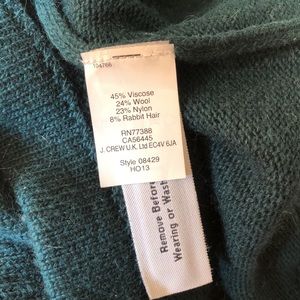 104766
45% Viscose
24% Wool
23% Nylon
8% Rabbit Hair
RN77388
CA56445
J. CREW U.K. Ltd EC4V 6JA
Style 08429
HO13
Remove Before
Wearing or Wash